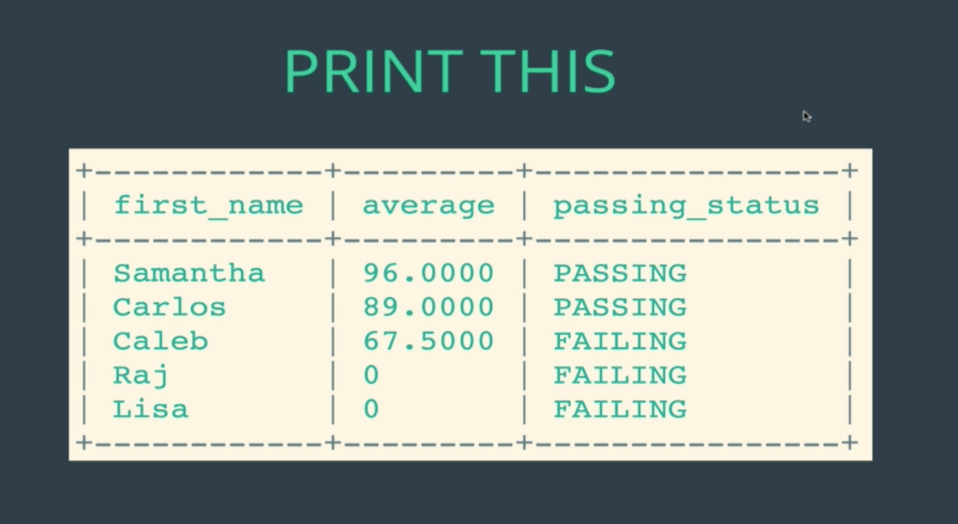 PRINT THIS
+------------+---------+----------------+
| first_name | average | passing_status |
+------------+---------+----------------+
| Samantha   | 96.0000 | PASSING        |
| Carlos     | 89.0000 | PASSING        |
| Caleb      | 67.5000 | FAILING        |
| Raj        | 0       | FAILING        |
| Lisa       | 0       | FAILING        |
+------------+---------+----------------+